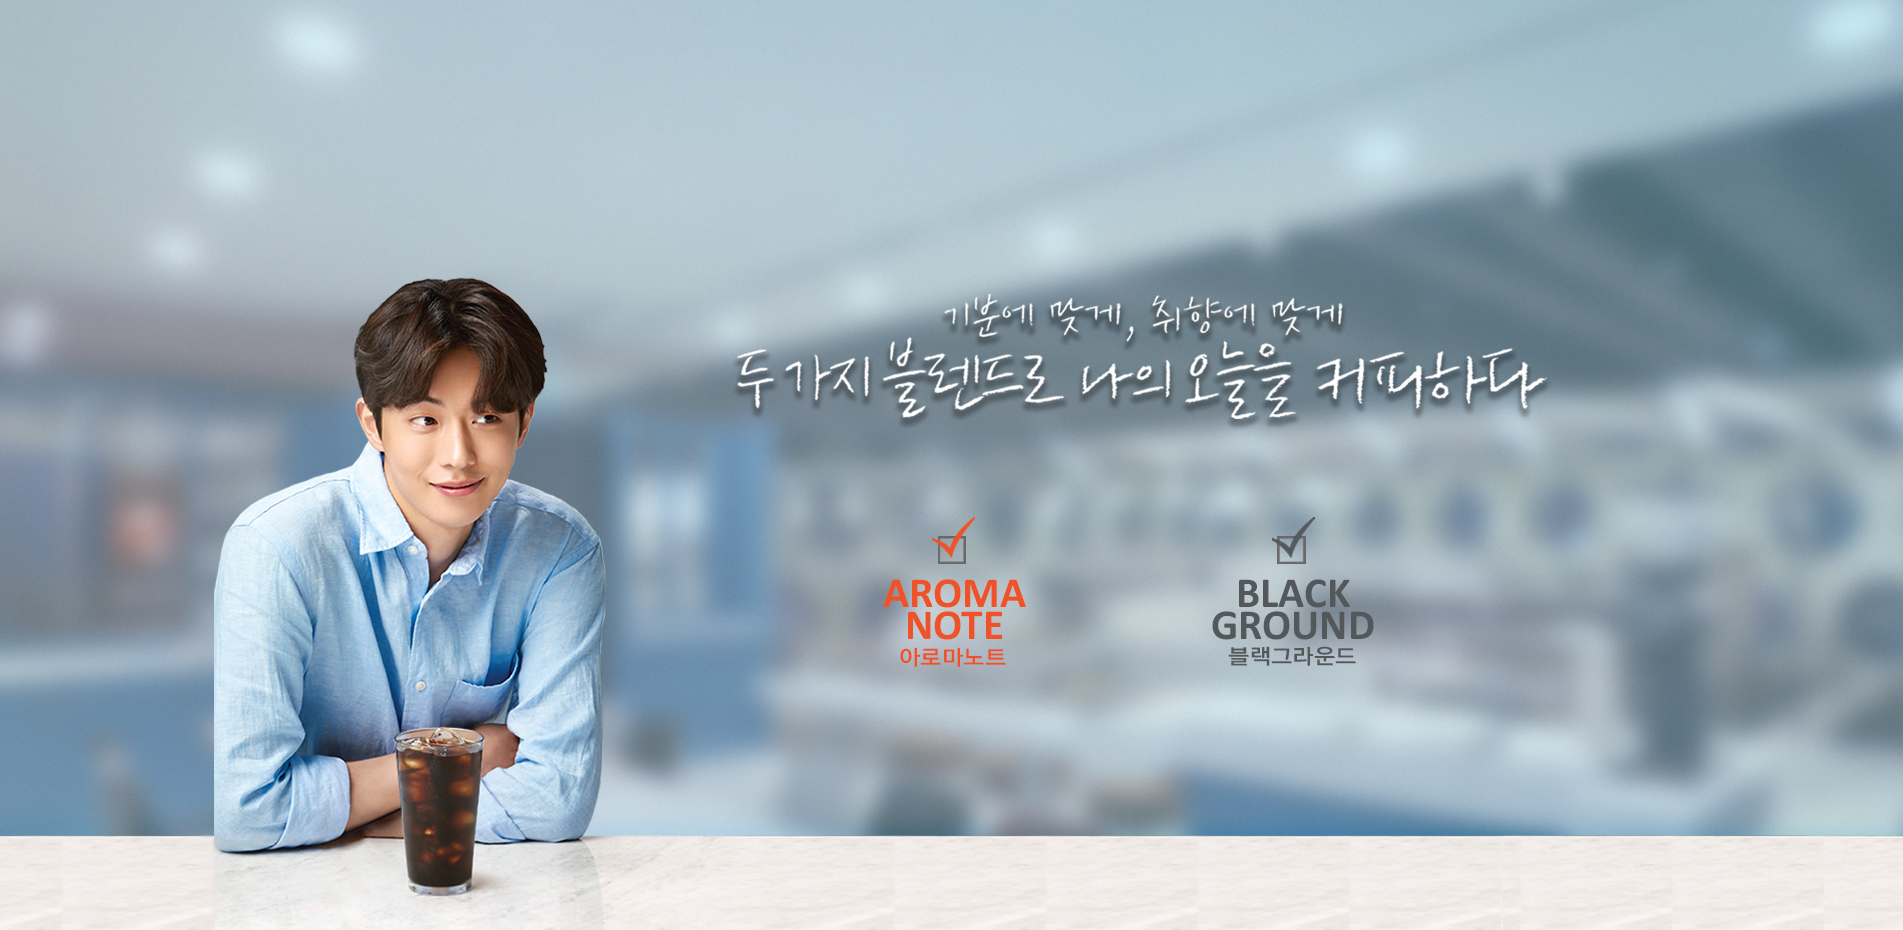 기분에 맞게, 취향에 맞게
두 가지 블렌드로 나의 오늘을 커피하다
AROMA
NOTE
아로마노트
BLACK
GROUND
블랙그라운드